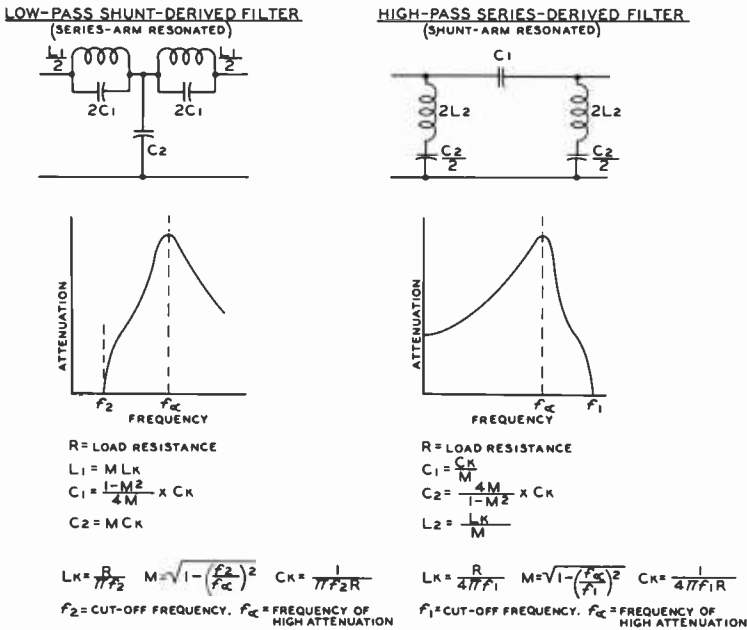 LOW-PASS SHUNT-DERIVED FILTER
(SERIES-ARM RESONATED)
L1/2
L1/2
2C1
2C1
C2
ATTENUATION
f2
f∝
FREQUENCY
R = LOAD RESISTANCE
L1 = M LK
C1 = 1-M²/4M x CK
C2 = M CK
LK = R/πf2 M = √1-(f2/f∝)² CK = 1/πf2R
f2 = CUT-OFF FREQUENCY. f∝ = FREQUENCY OF
HIGH ATTENUATION
HIGH-PASS SERIES-DERIVED FILTER
(SHUNT-ARM RESONATED)
C1
2L2
2L2
C2/2
C2/2
ATTENUATION
f∝
f1
FREQUENCY
R = LOAD RESISTANCE
C1 = CK/M
C2 = 4M/1-M² x CK
L2 = LK/M
LK = R/4πf1 M = √1-(f∝/f1)² CK = 1/4πf1R
f1 = CUT-OFF FREQUENCY. f∝ = FREQUENCY OF
HIGH ATTENUATION